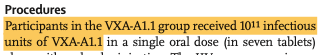 Procedures
Participants in the VXA-A1.1 group received 10¹¹ infectious
units of VXA-A1.1 in a single oral dose (in seven tablets)